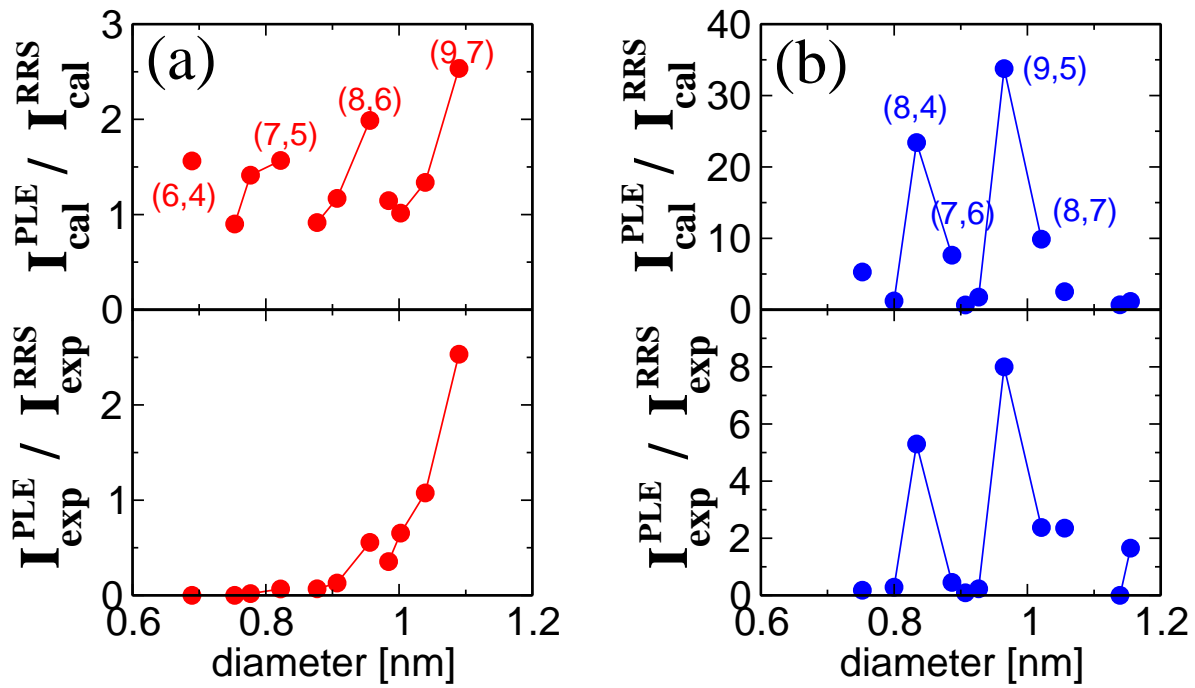 (a)
I^PLE_cal / I^RRS_cal
3
2
1
0
(6,4)
(7,5)
(8,6)
(9,7)
I^PLE_exp / I^RRS_exp
2
1
0
0.6 0.8 1 1.2
diameter [nm]
(b)
I^PLE_cal / I^RRS_cal
40
30
20
10
0
(8,4)
(7,6)
(9,5)
(8,7)
I^PLE_exp / I^RRS_exp
8
6
4
2
0
0.6 0.8 1 1.2
diameter [nm]